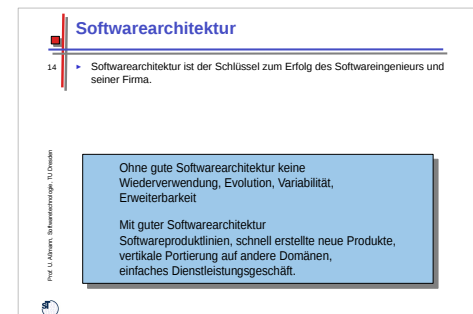 Softwarearchitektur
14
► Softwarearchitektur ist der Schlüssel zum Erfolg des Softwareingenieurs und
seiner Firma.
Ohne gute Softwarearchitektur keine
Wiederverwendung, Evolution, Variabilität,
Erweiterbarkeit
Mit guter Softwarearchitektur
Softwareproduktlinien, schnell erstellte neue Produkte,
vertikale Portierung auf andere Domänen,
einfaches Dienstleistungsgeschäft.
Prof. U. Aßmann, Softwaretechnologie, TU Dresden
ST